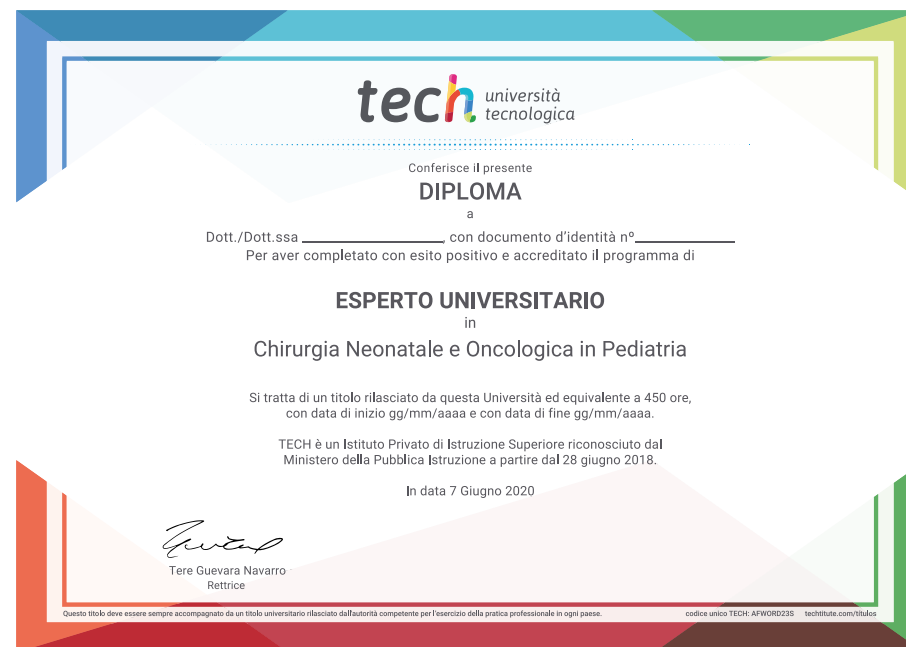 tech università
tecnologica
Conferisce il presente
DIPLOMA
a
Dott./Dott.ssa ____________________, con documento d'identità nº______________
Per aver completato con esito positivo e accreditato il programma di
ESPERTO UNIVERSITARIO
in
Chirurgia Neonatale e Oncologica in Pediatria
Si tratta di un titolo rilasciato da questa Università ed equivalente a 450 ore,
con data di inizio gg/mm/aaaa e con data di fine gg/mm/aaaa.
TECH è un Istituto Privato di Istruzione Superiore riconosciuto dal
Ministero della Pubblica Istruzione a partire dal 28 giugno 2018.
In data 7 Giugno 2020
Tere Guevara Navarro
Rettrice
Questo titolo deve essere sempre accompagnato da un titolo universitario rilasciato dall'autorità competente per l'esercizio della pratica professionale in ogni paese. codice unico TECH: AFWORD23S techtitute.com/titulos